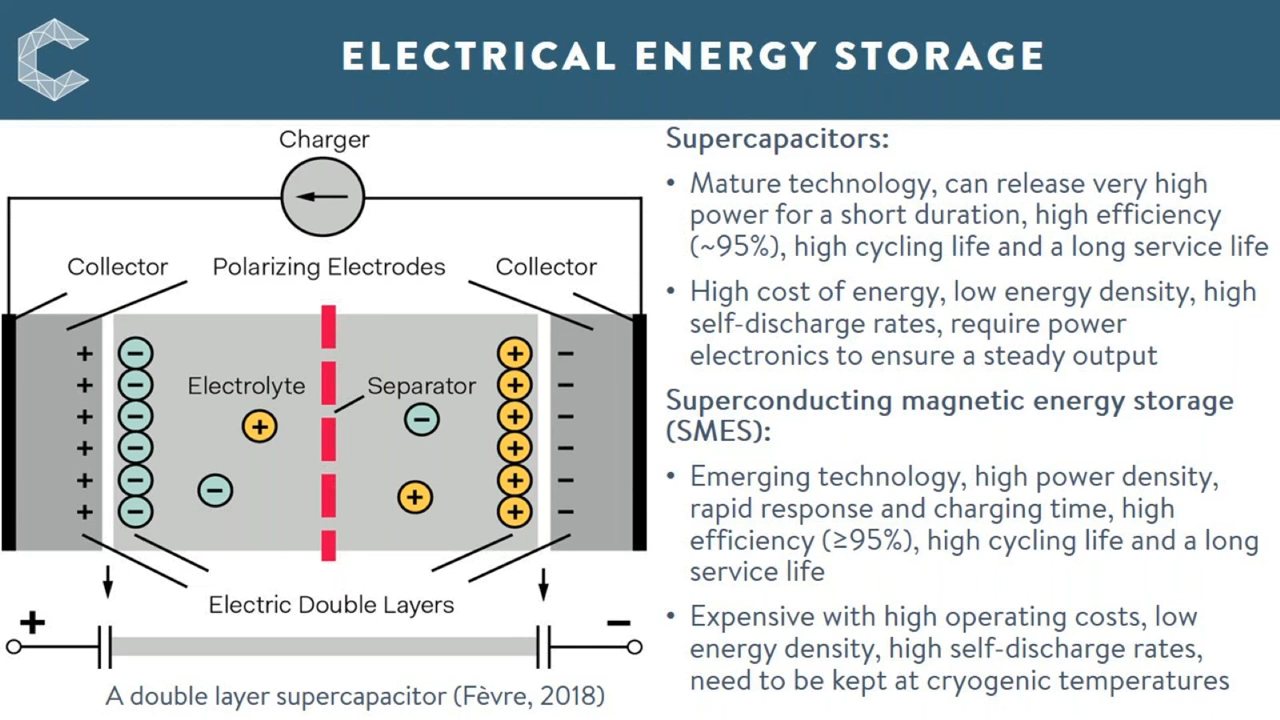 ELECTRICAL ENERGY STORAGE
Charger
Collector
Polarizing Electrodes
Collector
+ − + −
+ − + −
Electrolyte
Separator
+ − + −
+ −
+ − + −
+ − + −
− +
+ − + −
Electric Double Layers
+ −
A double layer supercapacitor (Fèvre, 2018)
Supercapacitors:
• Mature technology, can release very high
power for a short duration, high efficiency
(~95%), high cycling life and a long service life
• High cost of energy, low energy density, high
self-discharge rates, require power
electronics to ensure a steady output
Superconducting magnetic energy storage
(SMES):
• Emerging technology, high power density,
rapid response and charging time, high
efficiency (≥95%), high cycling life and a long
service life
• Expensive with high operating costs, low
energy density, high self-discharge rates,
need to be kept at cryogenic temperatures